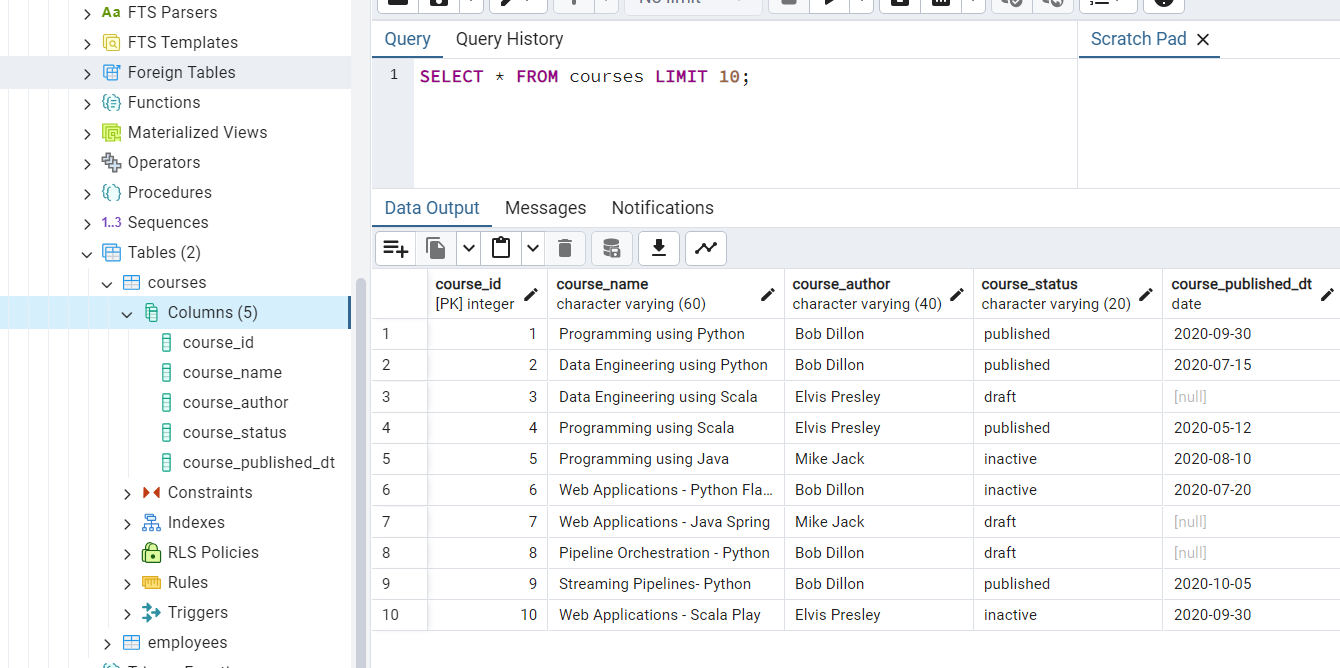 Aa FTS Parsers
FTS Templates
Foreign Tables
Functions
Materialized Views
Operators
Procedures
1..3 Sequences
Tables (2)
courses
Columns (5)
course_id
course_name
course_author
course_status
course_published_dt
Constraints
Indexes
RLS Policies
Rules
Triggers
employees
No limit
Query Query History
Scratch Pad
1 SELECT * FROM courses LIMIT 10;
Data Output Messages Notifications
course_id course_name course_author course_status course_published_dt
[PK] integer character varying (60) character varying (40) character varying (20) date
1 1 Programming using Python Bob Dillon published 2020-09-30
2 2 Data Engineering using Python Bob Dillon published 2020-07-15
3 3 Data Engineering using Scala Elvis Presley draft [null]
4 4 Programming using Scala Elvis Presley published 2020-05-12
5 5 Programming using Java Mike Jack inactive 2020-08-10
6 6 Web Applications - Python Fla... Bob Dillon inactive 2020-07-20
7 7 Web Applications - Java Spring Mike Jack draft [null]
8 8 Pipeline Orchestration - Python Bob Dillon draft [null]
9 9 Streaming Pipelines- Python Bob Dillon published 2020-10-05
10 10 Web Applications - Scala Play Elvis Presley inactive 2020-09-30